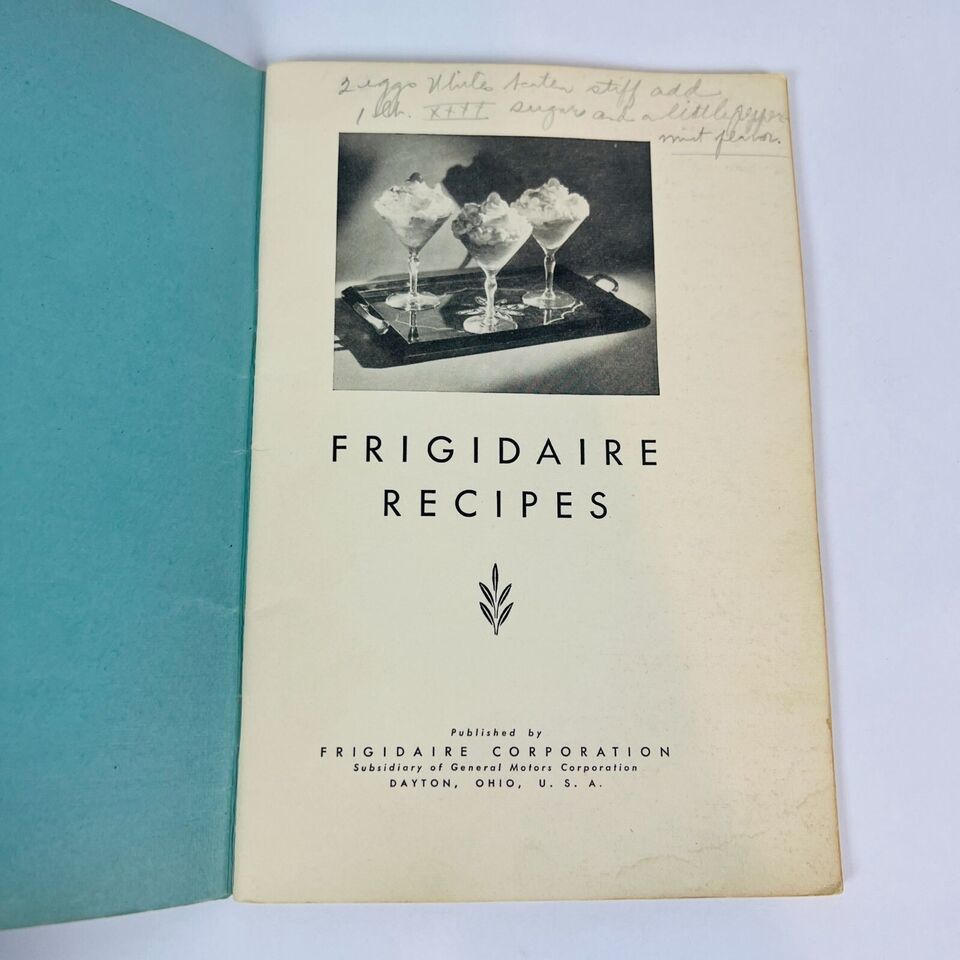 2 eggs Whites beaten stiff add
1 lb. XXXX sugar and a little pepper
mint flavor.
FRIGIDAIRE
RECIPES
Published by
FRIGIDAIRE CORPORATION
Subsidiary of General Motors Corporation
DAYTON, OHIO, U. S. A.